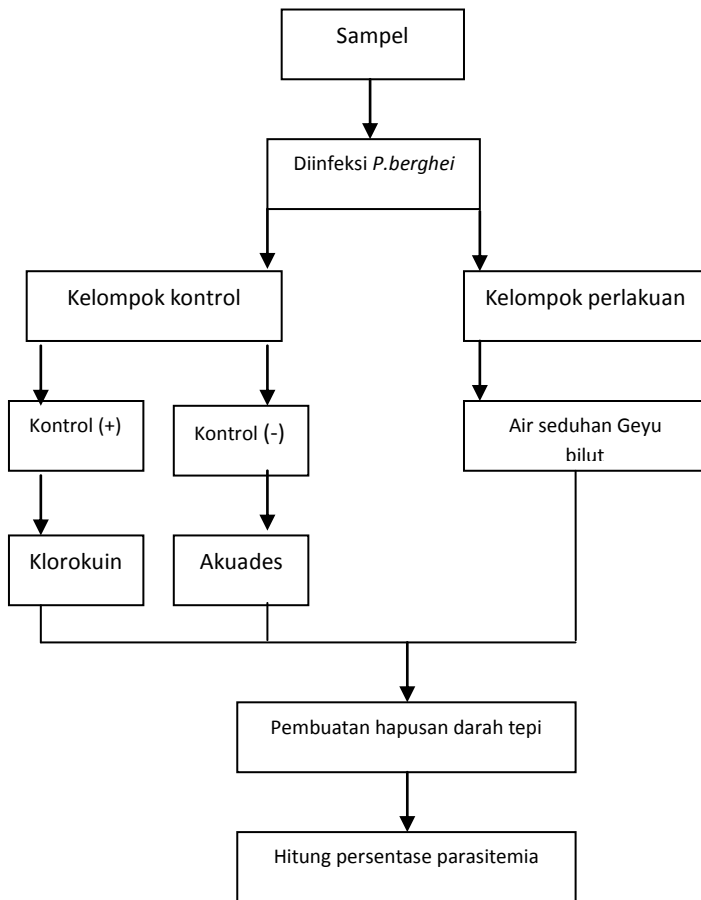 Sampel
Diinfeksi P.berghei
Kelompok kontrol
Kelompok perlakuan
Kontrol (+)
Kontrol (-)
Air seduhan Geyu
bilut
Klorokuin
Akuades
Pembuatan hapusan darah tepi
Hitung persentase parasitemia